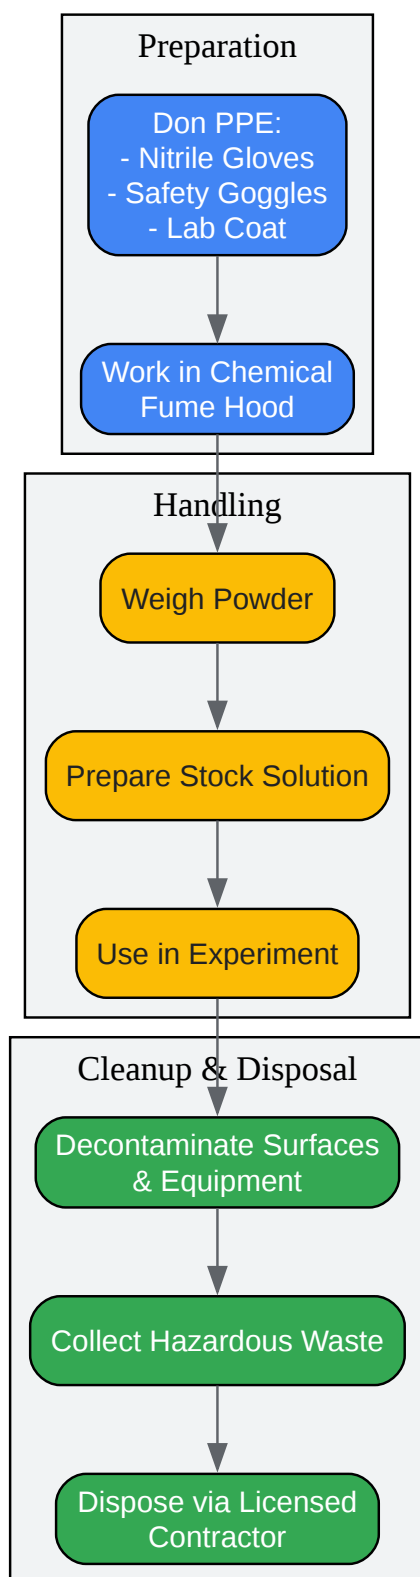 Preparation
Don PPE:
- Nitrile Gloves
- Safety Goggles
- Lab Coat
Work in Chemical
Fume Hood
Handling
Weigh Powder
Prepare Stock Solution
Use in Experiment
Cleanup & Disposal
Decontaminate Surfaces
& Equipment
Collect Hazardous Waste
Dispose via Licensed
Contractor